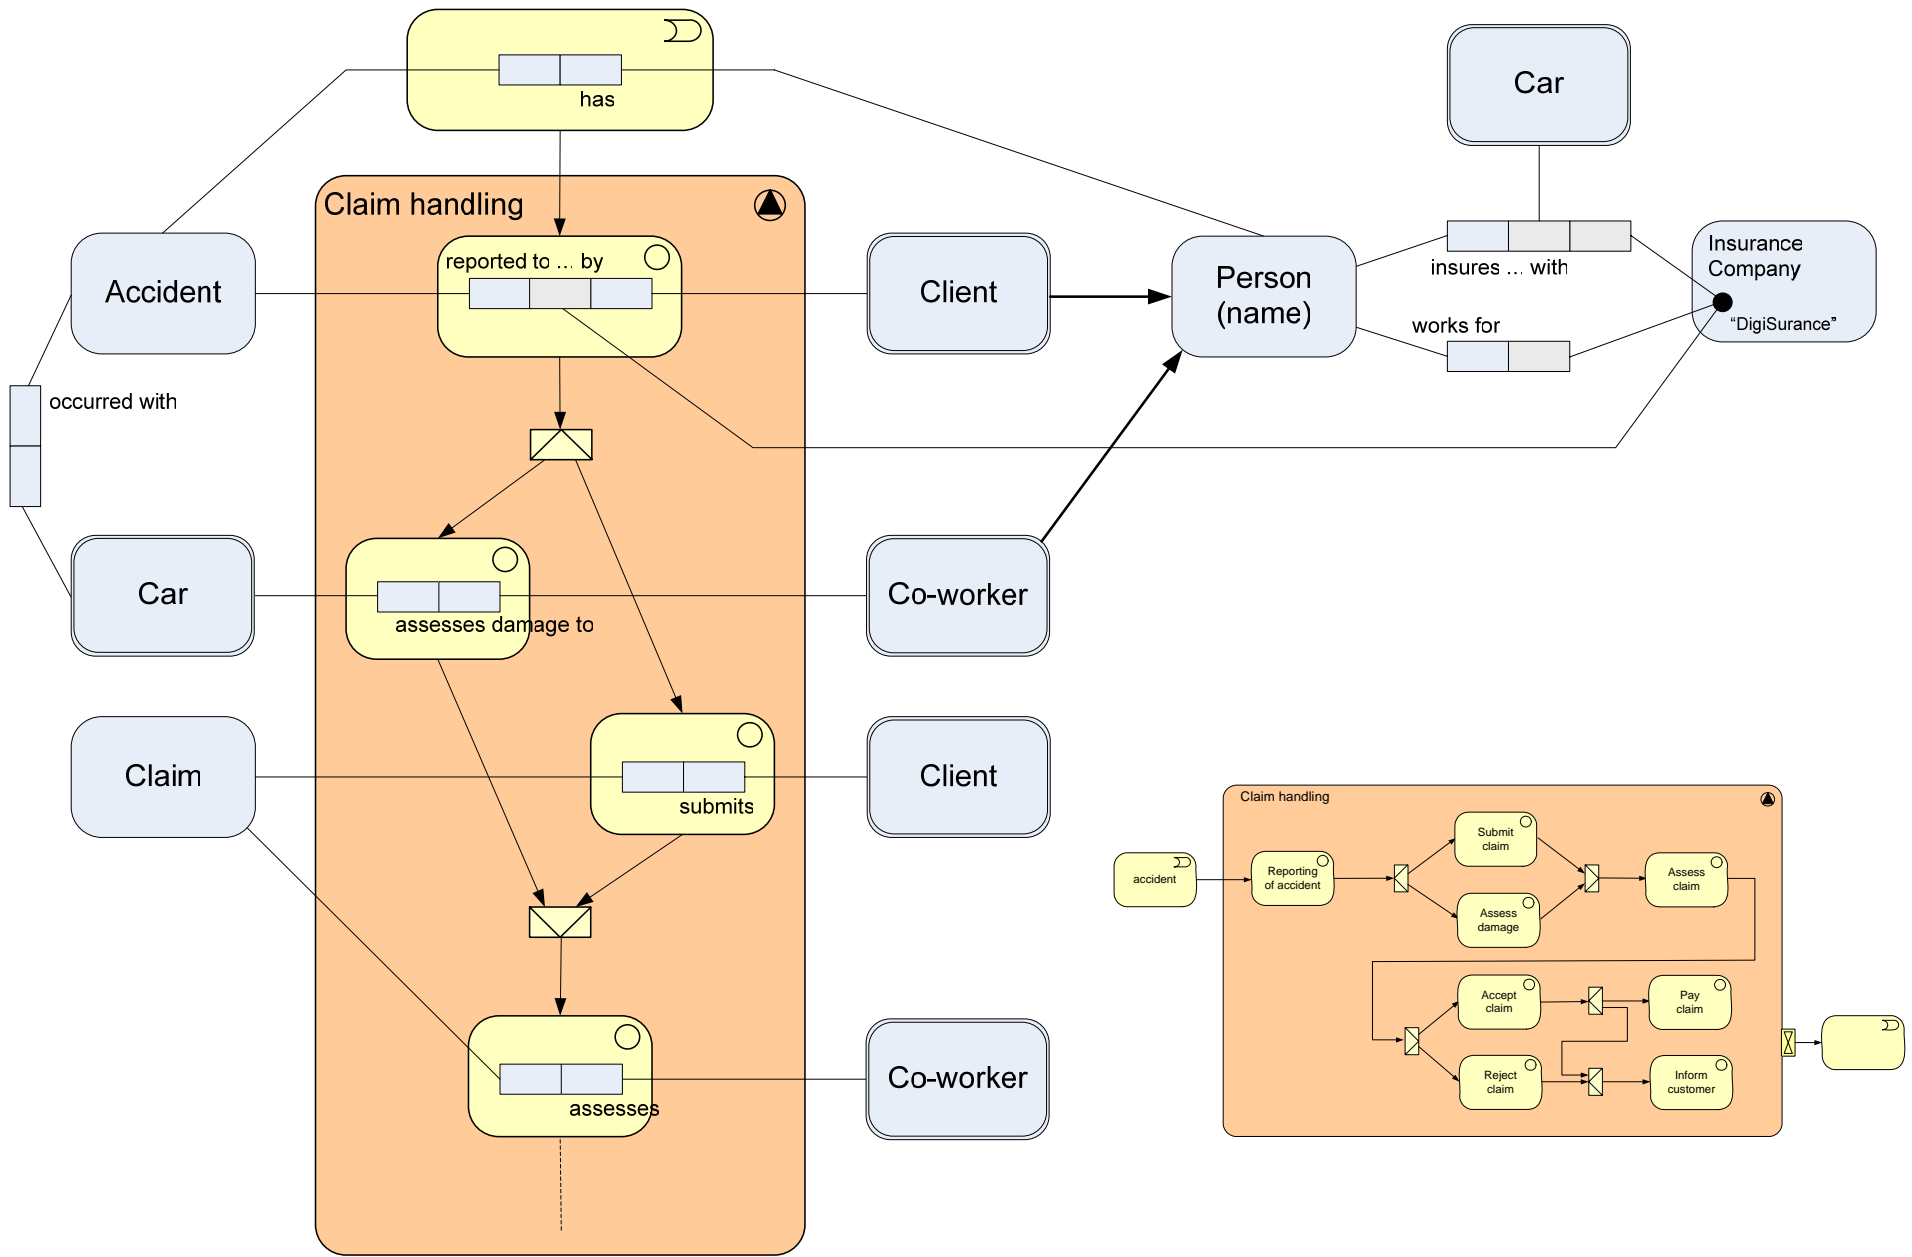 has
Car
Claim handling
reported to ... by
Accident
Client
Person
(name)
insures ... with
Insurance
Company
works for
“DigiSurance”
occurred with
Car
assesses damage to
Co-worker
Claim
submits
Client
assesses
Co-worker
Claim handling
accident
Reporting
of accident
Submit
claim
Assess
damage
Assess
claim
Accept
claim
Pay
claim
Reject
claim
Inform
customer